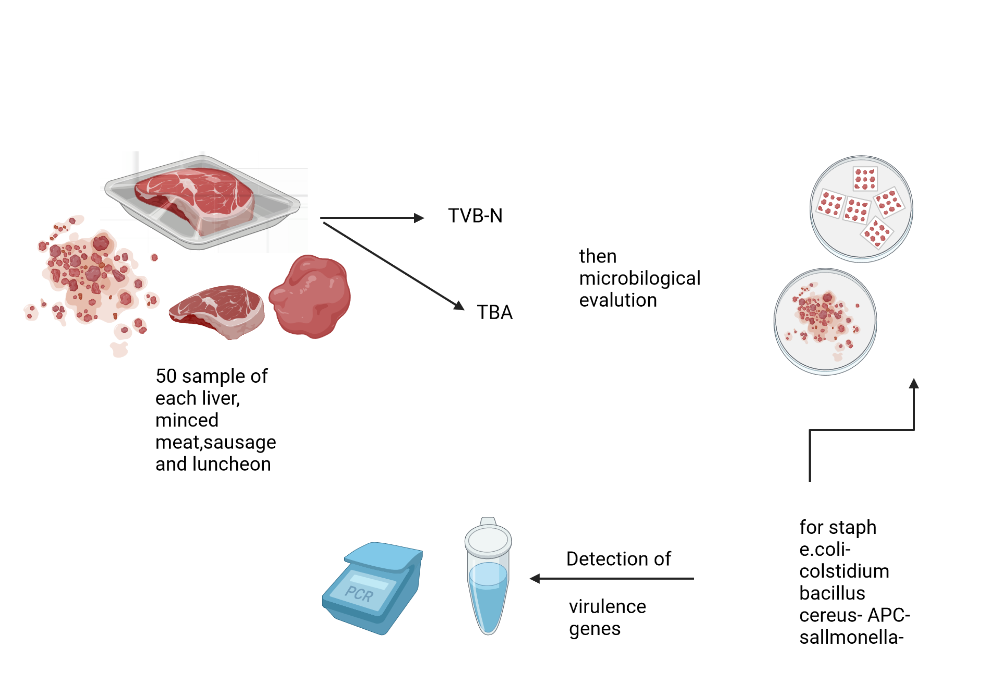 TVB-N
TBA
then
microbilogical
evalution
50 sample of
each liver,
minced
meat,sausage
and luncheon
for staph
e.coli-
colstidium
bacillus
cereus- APC-
sallmonella-
Detection of
virulence
genes
PCR